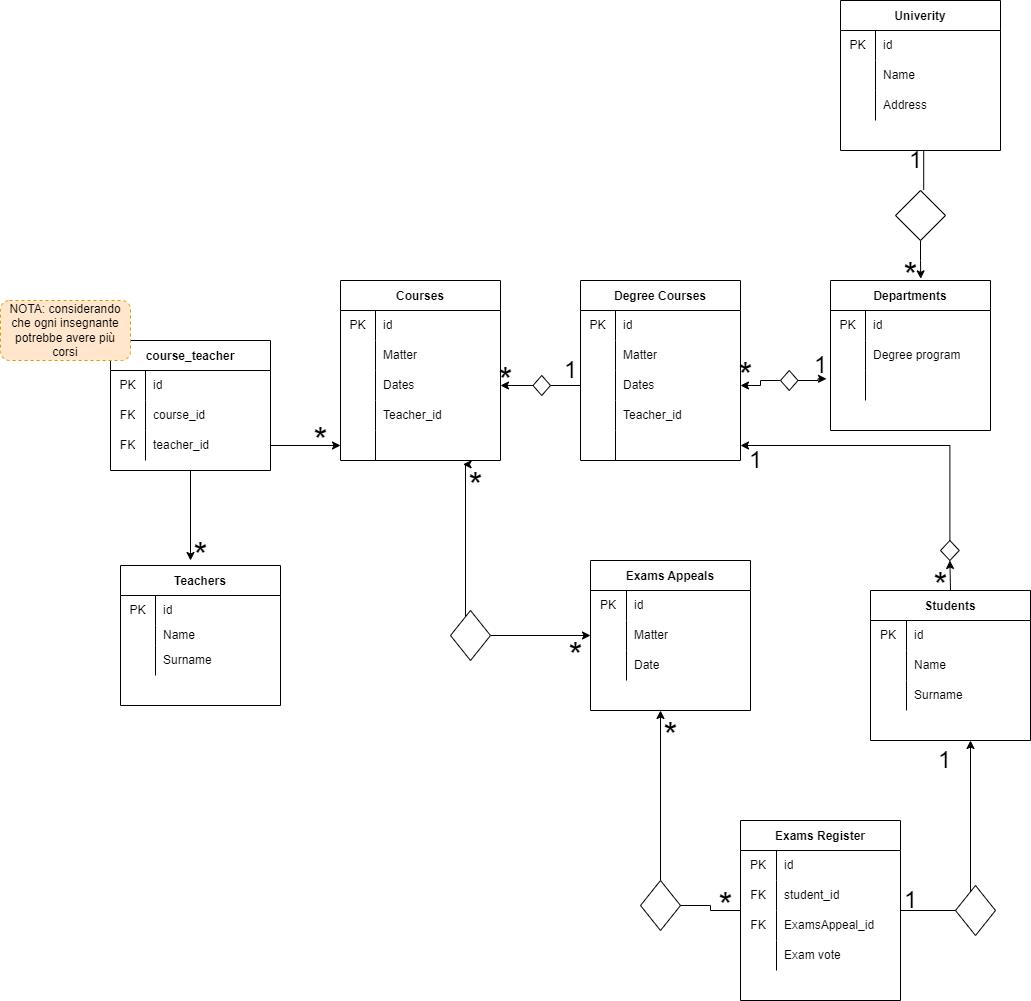 Univerity
PK id
Name
Address
1
*
Departments
PK id
Degree program
Degree Courses
PK id
Matter
Dates
Teacher_id
*
1
1
Courses
PK id
Matter
Dates
Teacher_id
*
1
*
NOTA: considerando
che ogni insegnante
potrebbe avere più
corsi
course_teacher
PK id
FK course_id
FK teacher_id
*
*
Teachers
PK id
Name
Surname
Exams Appeals
PK id
Matter
Date
*
*
Students
PK id
Name
Surname
*
1
Exams Register
PK id
FK student_id
FK ExamsAppeal_id
Exam vote
*
1